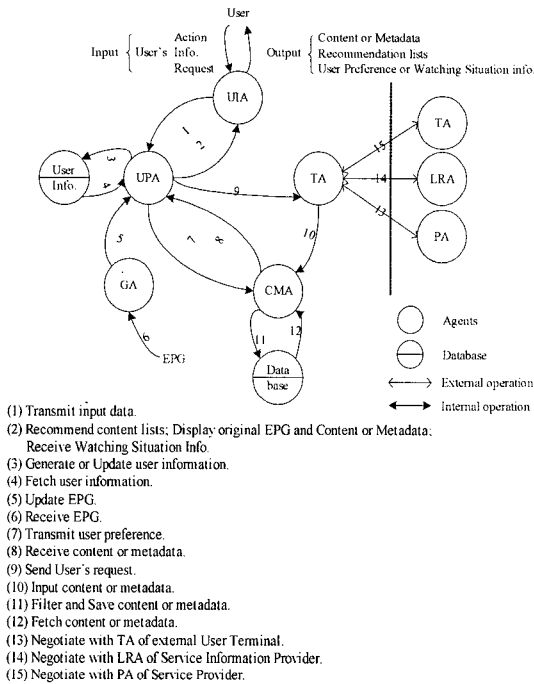 User
Action
Input User's Info.
Request
Output
Content or Metadata
Recommendation lists
User Preference or Watching Situation info.
UIA
1
2
TA
15
User
Info.
3
4
UPA
9
TA
14
LRA
13
PA
5
7
8
10
GA
CMA
6
EPG
11
12
Data
base
Agents
Database
External operation
Internal operation
(1) Transmit input data.
(2) Recommend content lists; Display original EPG and Content or Metadata;
Receive Watching Situation Info.
(3) Generate or Update user information.
(4) Fetch user information.
(5) Update EPG.
(6) Receive EPG.
(7) Transmit user preference.
(8) Receive content or metadata.
(9) Send User's request.
(10) Input content or metadata.
(11) Filter and Save content or metadata.
(12) Fetch content or metadata.
(13) Negotiate with TA of external User Terminal.
(14) Negotiate with LRA of Service Information Provider.
(15) Negotiate with PA of Service Provider.